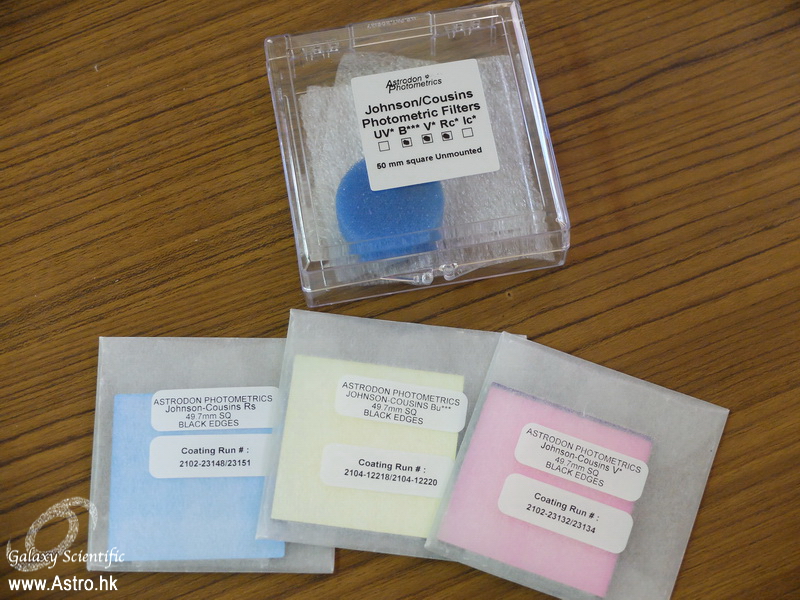 Astrodon
Photometrics
Johnson/Cousins
Photometric Filters
UV* B*** V* Rc* Ic*
50 mm square Unmounted
ASTRODON PHOTOMETRICS
Johnson-Cousins Rs
49.7mm SQ
BLACK EDGES
Coating Run # :
2102-23148/23151
ASTRODON PHOTOMETRICS
JOHNSON-COUSINS Bu***
49.7mm SQ
BLACK EDGES
Coating Run # :
2104-12218/2104-12220
ASTRODON PHOTOMETRICS
Johnson-Cousins V*
49.7mm SQ
BLACK EDGES
Coating Run # :
2102-23132/23134
Galaxy Scientific
www.Astro.hk